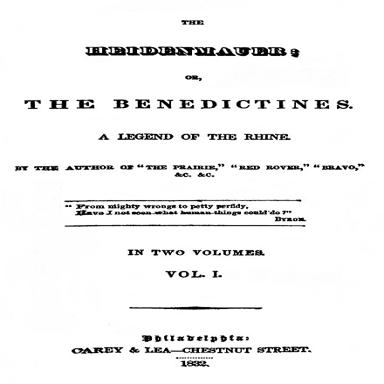 THE
HEIDENMAUER;
OR,
THE BENEDICTINES.
A LEGEND OF THE RHINE.
BY THE AUTHOR OF "THE PRAIRIE," "RED ROVER," "BRAVO,"
&C. &C.
"From mighty wrongs to petty perfidy,
Have I not seen what human things could do?"
BYRON.
IN TWO VOLUMES.
VOL. I.
Philadelphia:
CAREY & LEA—CHESTNUT STREET.
1832.